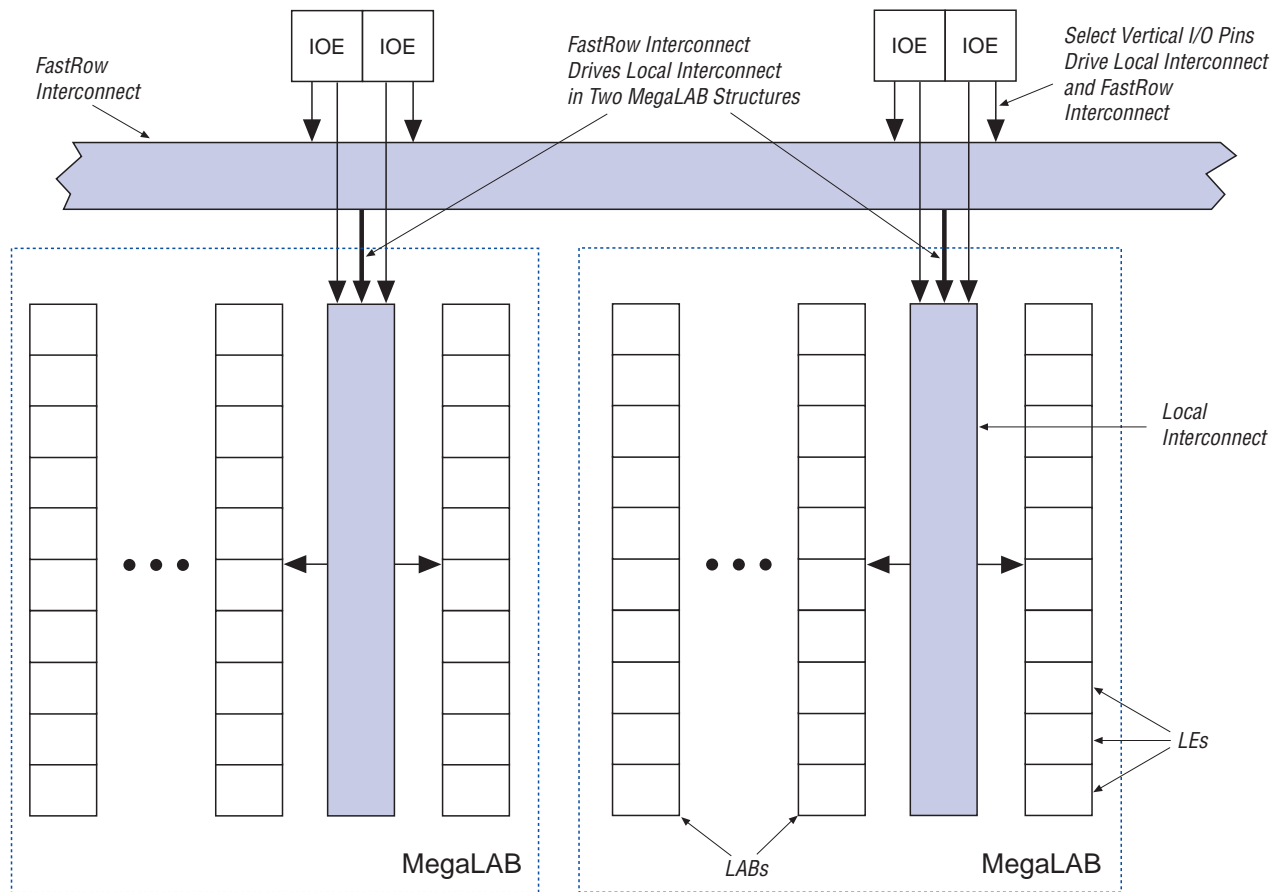 IOE IOE
IOE IOE
FastRow
Interconnect
FastRow Interconnect
Drives Local Interconnect
in Two MegaLAB Structures
Select Vertical I/O Pins
Drive Local Interconnect
and FastRow
Interconnect
Local
Interconnect
LEs
LABs
MegaLAB
MegaLAB